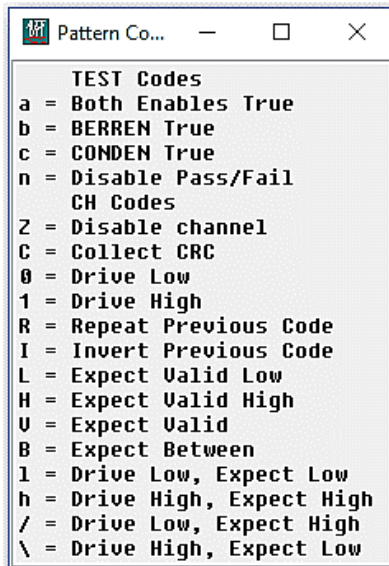 Pattern Co...
TEST Codes
a = Both Enables True
b = BERREN True
c = CONDEN True
n = Disable Pass/Fail
CH Codes
Z = Disable channel
C = Collect CRC
0 = Drive Low
1 = Drive High
R = Repeat Previous Code
I = Invert Previous Code
L = Expect Valid Low
H = Expect Valid High
V = Expect Valid
B = Expect Between
l = Drive Low, Expect Low
h = Drive High, Expect High
/ = Drive Low, Expect High
\ = Drive High, Expect Low